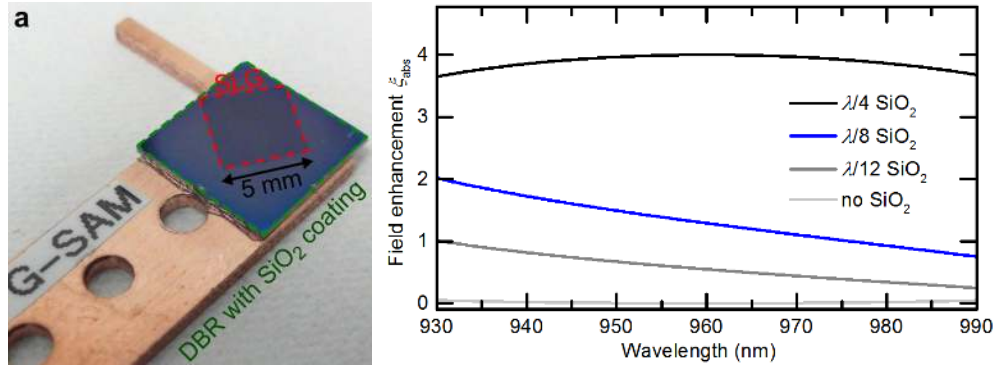 a
SLG
5 mm
G–SAM
DBR with SiO₂ coating
Field enhancement ξabs
4
3
2
1
0
λ/4 SiO₂
λ/8 SiO₂
λ/12 SiO₂
no SiO₂
930 940 950 960 970 980 990
Wavelength (nm)